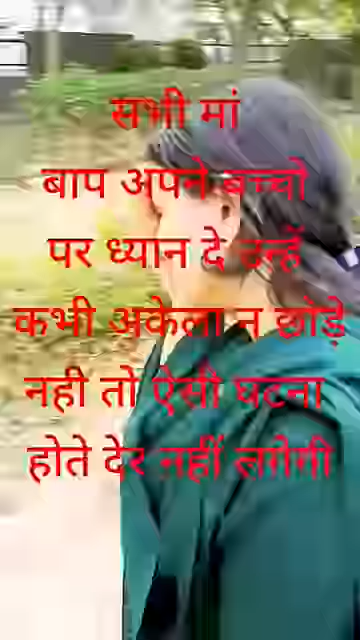 सभी मां
बाप अपने बच्चो
पर ध्यान दे उन्हें
कभी अकेला न छोड़े
नही तो ऐसी घटना
होते देर नहीं लगेगी